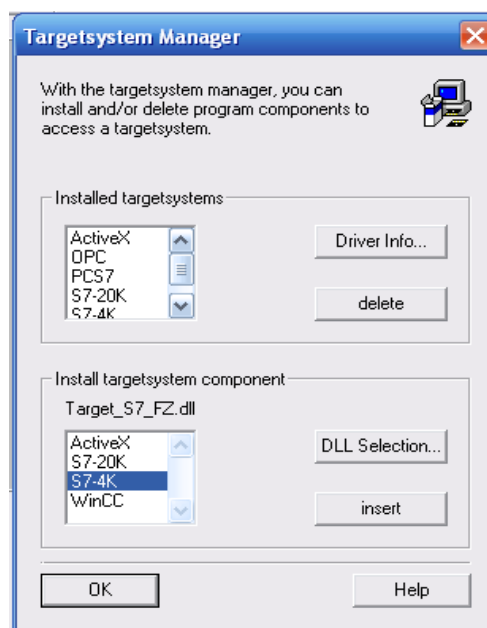 Targetsystem Manager
With the targetsystem manager, you can
install and/or delete program components to
access a targetsystem.
Installed targetsystems
ActiveX
OPC
PCS7
S7-20K
S7-4K
Driver Info...
delete
Install targetsystem component
Target_S7_FZ.dll
ActiveX
S7-20K
S7-4K
WinCC
DLL Selection...
insert
OK
Help